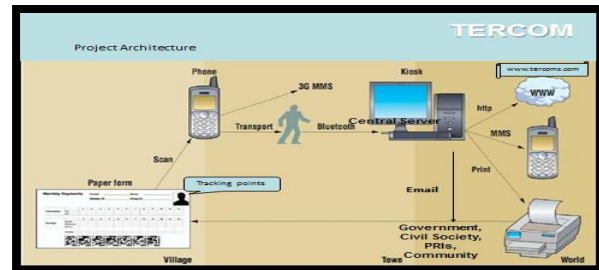 TERCOM
Project Architecture
www.tercoms.com
Phone
Kiosk
3G MMS
WWW
http
Central Server
Transport
Bluetooth
MMS
Scan
Print
Paper form
Tracking points
Email
Monthly Payments
Government,
Civil Society,
PRIs,
Community
Village
Town
World